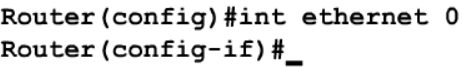 Router(config)#int ethernet 0
Router(config-if)#_